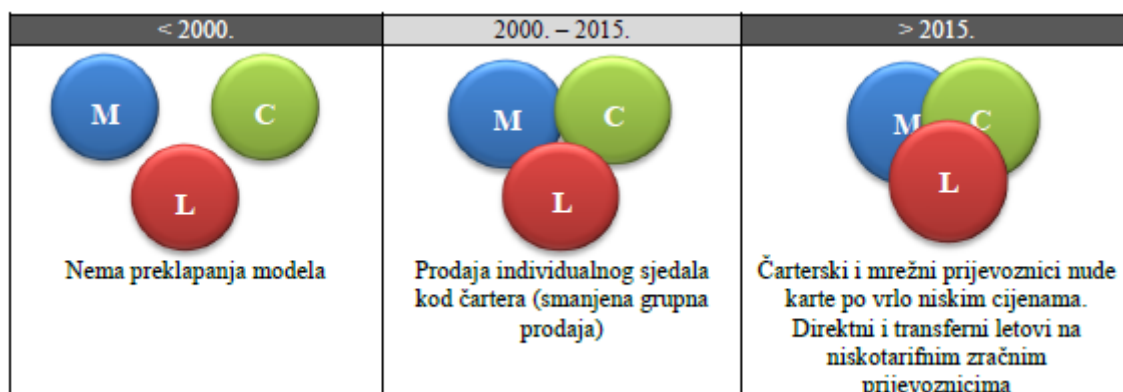 < 2000.
2000. – 2015.
> 2015.
M
C
L
M
C
L
M
C
L
Nema preklapanja modela
Prodaja individualnog sjedala
kod čartera (smanjena grupna
prodaja)
Čarterski i mrežni prijevoznici nude
karte po vrlo niskim cijenama.
Direktni i transferni letovi na
niskotarifnim zračnim
prijevoznicima